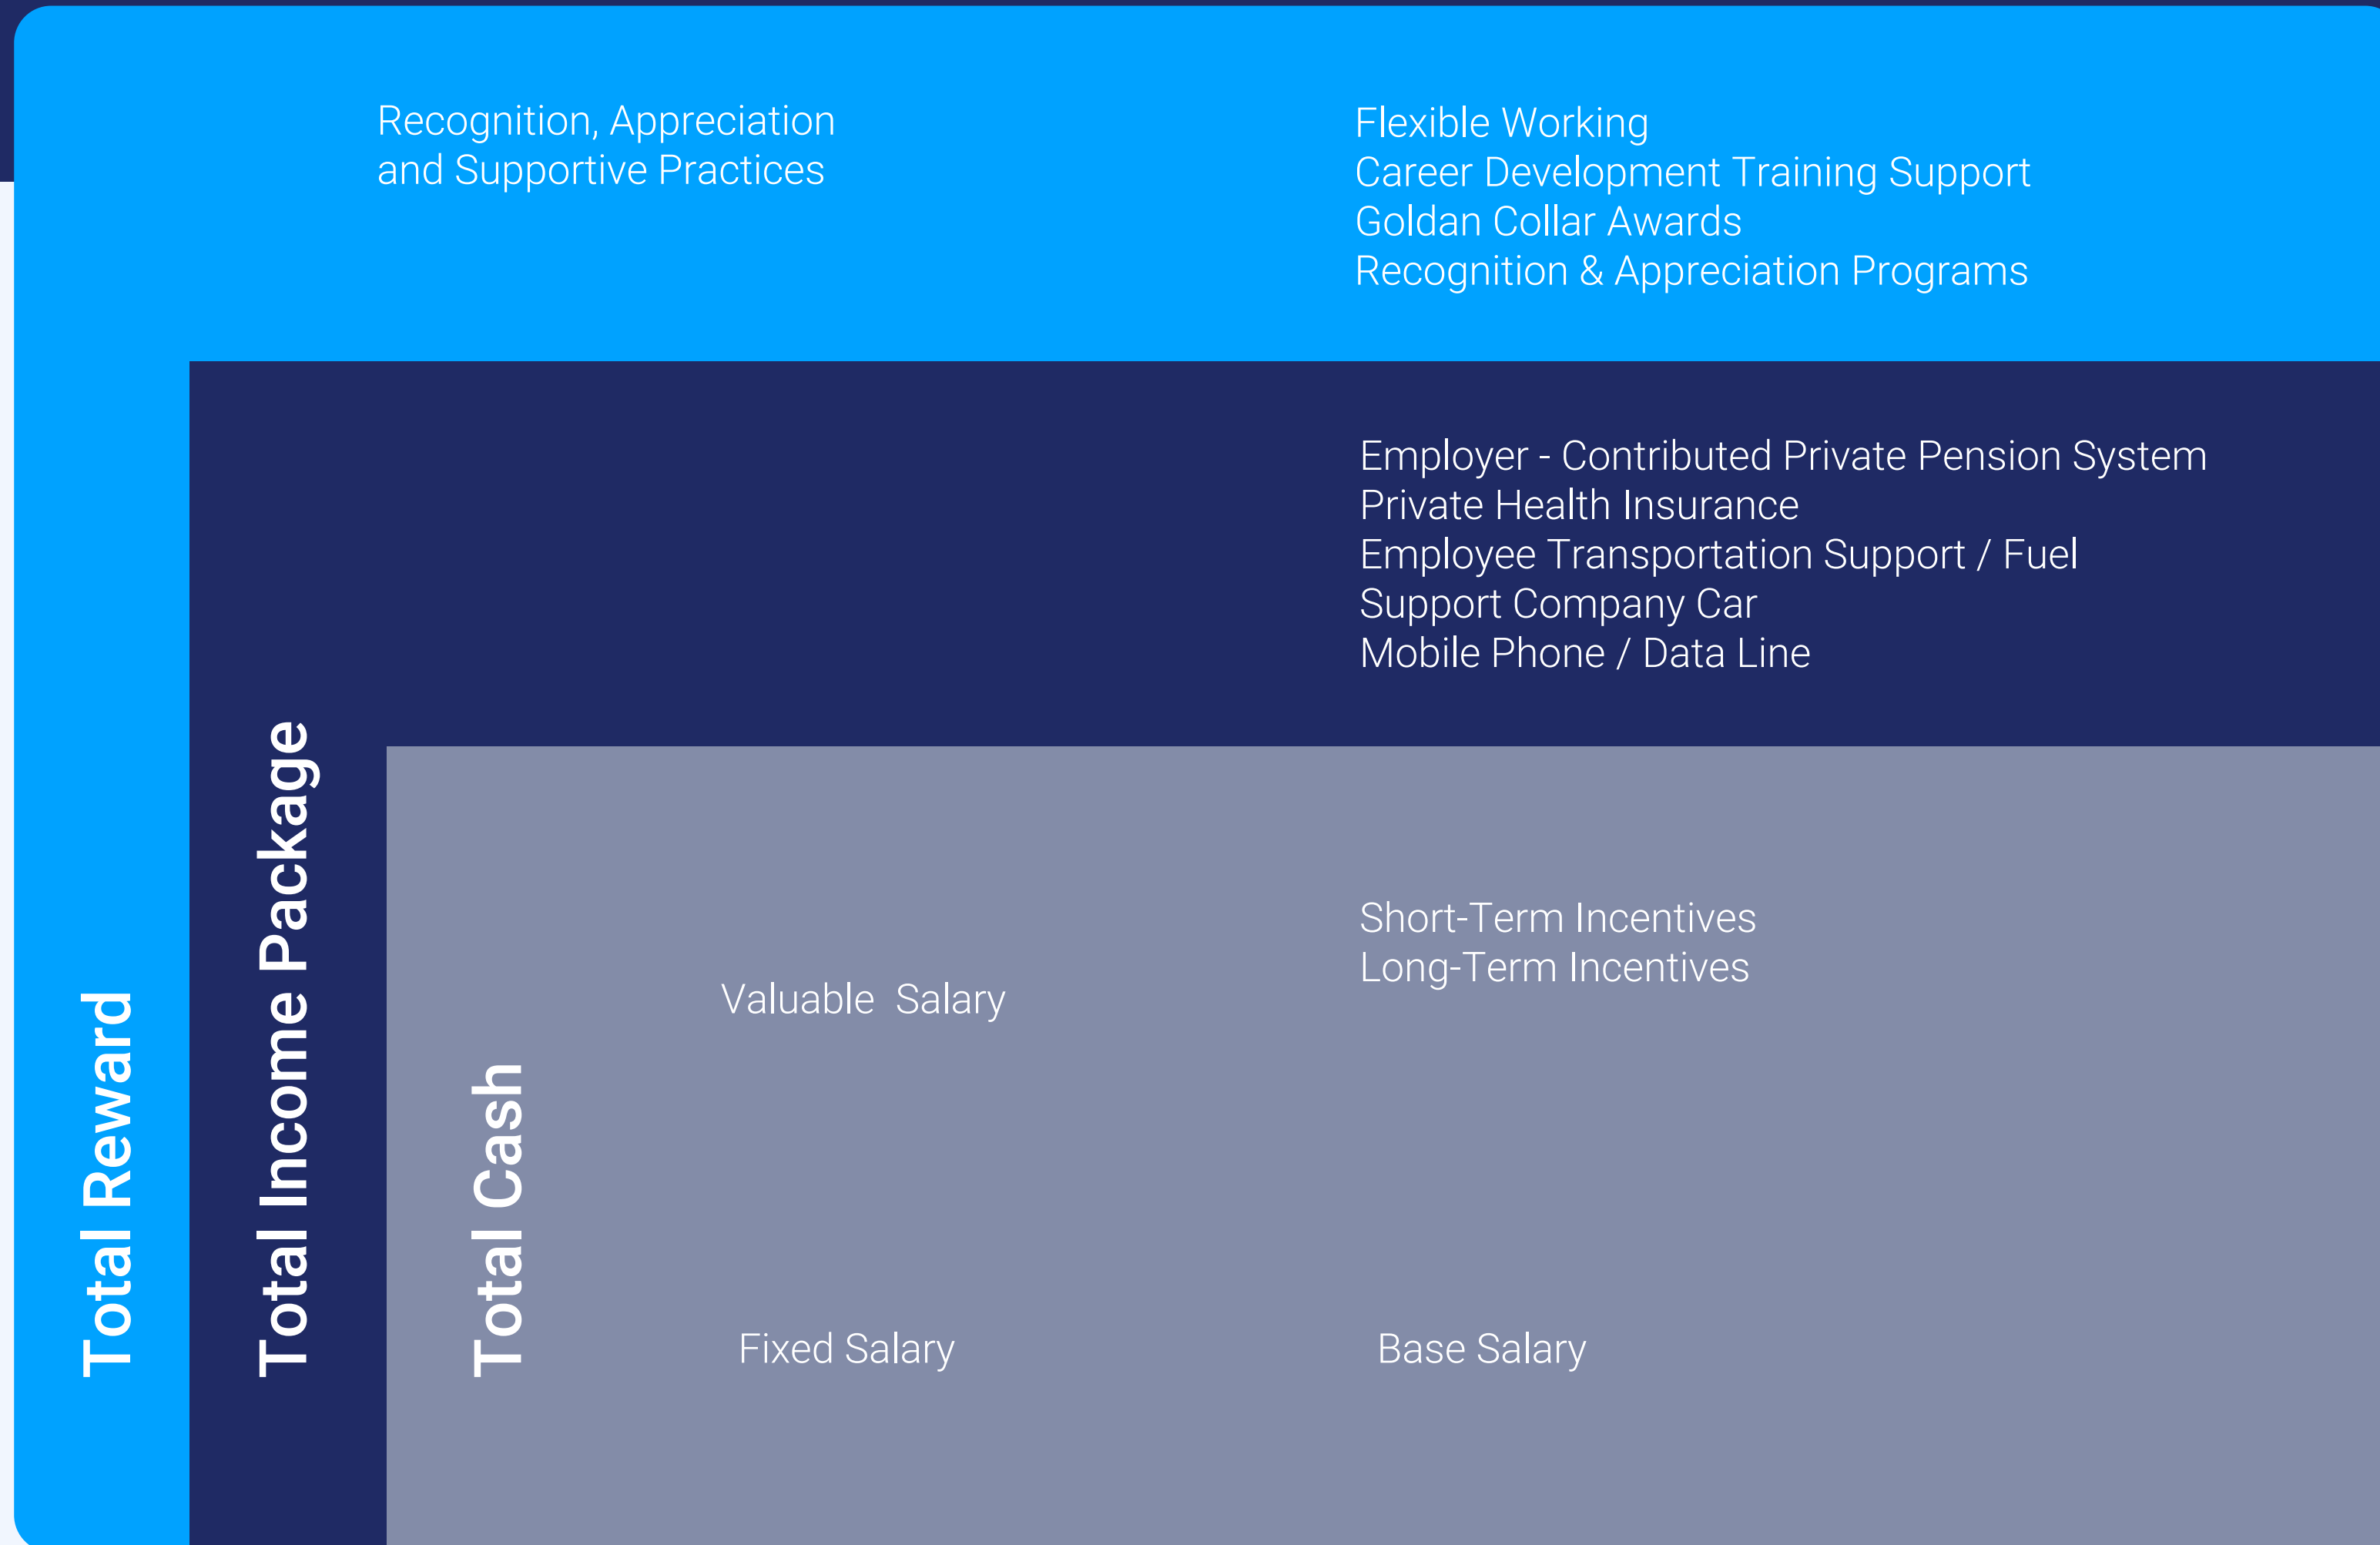 Recognition, Appreciation
and Supportive Practices
Flexible Working
Career Development Training Support
Goldan Collar Awards
Recognition & Appreciation Programs
Employer - Contributed Private Pension System
Private Health Insurance
Employee Transportation Support / Fuel
Support Company Car
Mobile Phone / Data Line
Short-Term Incentives
Long-Term Incentives
Valuable  Salary
Fixed Salary
Base Salary
Total Reward
Total Income Package
Total Cash